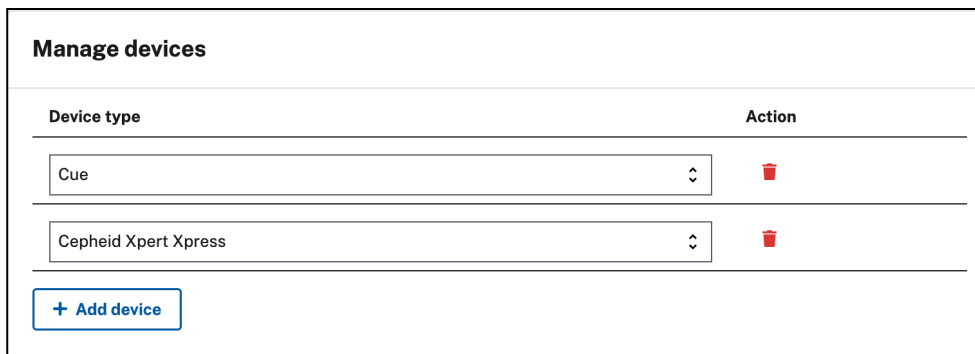 Manage devices
Device type Action
Cue
Cepheid Xpert Xpress
+ Add device